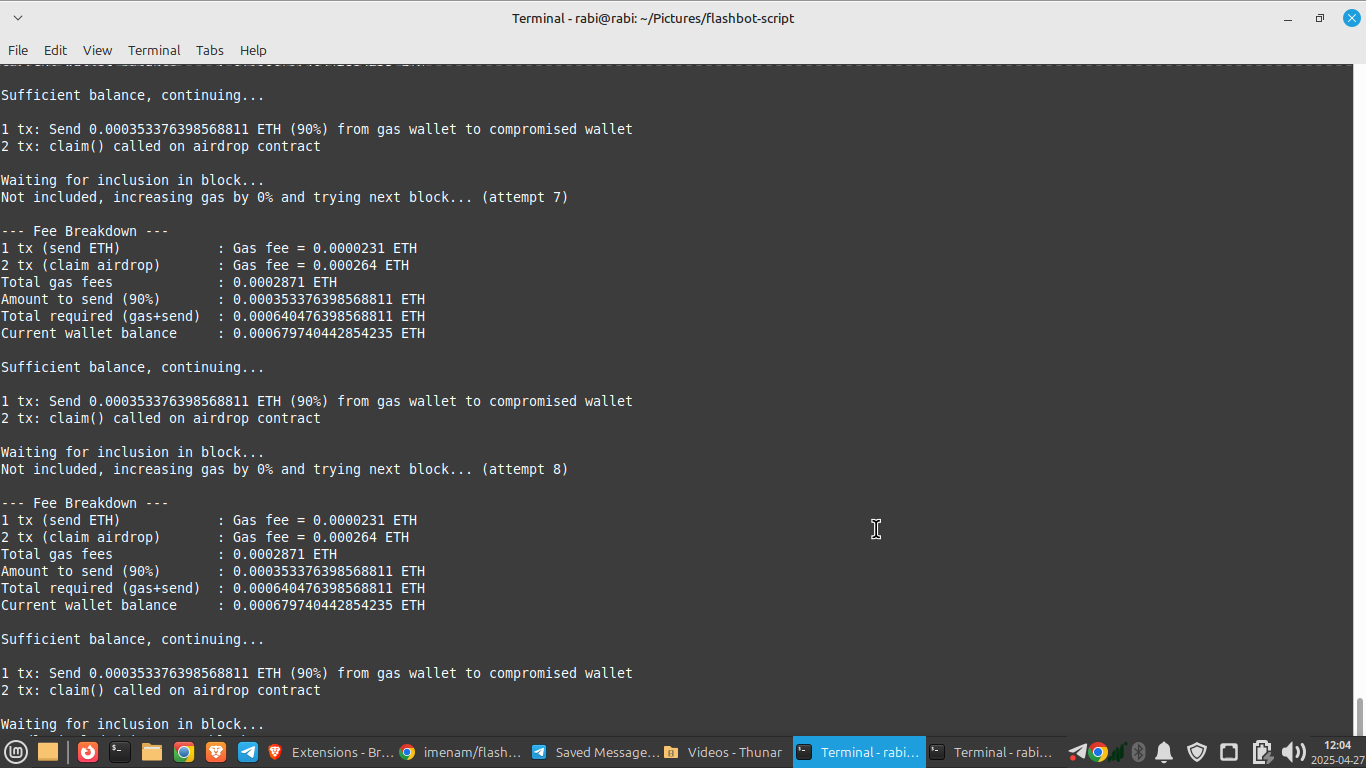 Terminal - rabi@rabi: ~/Pictures/flashbot-script
File Edit View Terminal Tabs Help
Sufficient balance, continuing...
1 tx: Send 0.000353376398568811 ETH (90%) from gas wallet to compromised wallet
2 tx: claim() called on airdrop contract
Waiting for inclusion in block...
Not included, increasing gas by 0% and trying next block... (attempt 7)
--- Fee Breakdown ---
1 tx (send ETH) : Gas fee = 0.0000231 ETH
2 tx (claim airdrop) : Gas fee = 0.000264 ETH
Total gas fees : 0.0002871 ETH
Amount to send (90%) : 0.000353376398568811 ETH
Total required (gas+send) : 0.000640476398568811 ETH
Current wallet balance : 0.000679740442854235 ETH
Sufficient balance, continuing...
1 tx: Send 0.000353376398568811 ETH (90%) from gas wallet to compromised wallet
2 tx: claim() called on airdrop contract
Waiting for inclusion in block...
Not included, increasing gas by 0% and trying next block... (attempt 8)
--- Fee Breakdown ---
1 tx (send ETH) : Gas fee = 0.0000231 ETH
2 tx (claim airdrop) : Gas fee = 0.000264 ETH
Total gas fees : 0.0002871 ETH
Amount to send (90%) : 0.000353376398568811 ETH
Total required (gas+send) : 0.000640476398568811 ETH
Current wallet balance : 0.000679740442854235 ETH
Sufficient balance, continuing...
1 tx: Send 0.000353376398568811 ETH (90%) from gas wallet to compromised wallet
2 tx: claim() called on airdrop contract
Waiting for inclusion in block...
Extensions - Br... imenam/flash... Saved Message... Videos - Thunar Terminal - rabi... Terminal - rabi... 12:04
2025-04-27